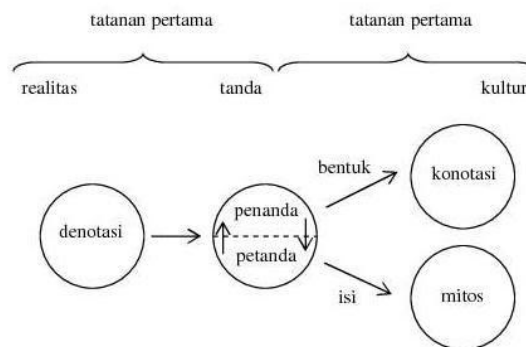 tatanan pertama tatanan pertama
realitas tanda kultur
bentuk konotasi
denotasi penanda
petanda
isi mitos